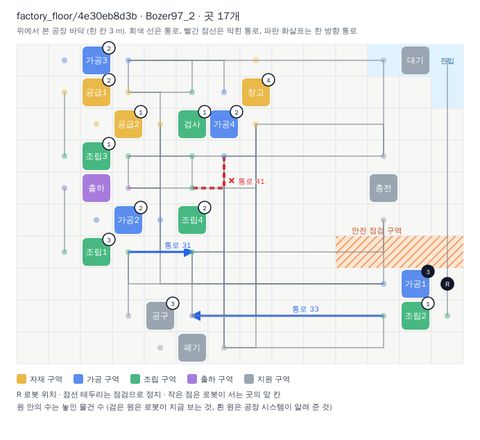 factory_floor/4e30eb8d3b · Bozer97_2 · 곳 17개
위에서 본 공장 바닥 (한 칸 3 m). 회색 선은 통로, 빨간 점선은 막힌 통로, 파란 화살표는 한 방향 통로
가공3 2
대기
진입
공급1 2
창고 4
공급2 1
검사 1
가공4 2
조립3 1
✕ 통로 41
출하
충전
가공2 2
조립4 2
안전 점검 구역
조립1 3
통로 31
가공1 3
R
공구 3
통로 33
조립2 1
폐기
자재 구역
가공 구역
조립 구역
출하 구역
지원 구역
R 로봇 위치 · 점선 테두리는 점검으로 정지 · 작은 점은 로봇이 서는 곳의 앞 칸
원 안의 수는 놓인 물건 수 (검은 원은 로봇이 지금 보는 것, 흰 원은 공장 시스템이 알려 준 것)